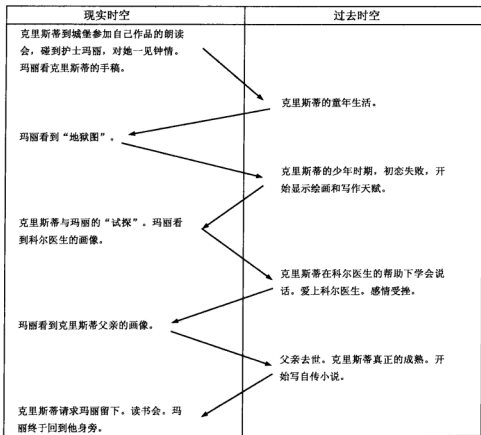 现实时空
过去时空
克里斯蒂到城堡参加自己作品的朗读
会，碰到护士玛丽，对她一见钟情。
玛丽看克里斯蒂的手稿。
克里斯蒂的童年生活。
玛丽看到“地狱图”。
克里斯蒂的少年时期，初恋失败，开
始显示绘画和写作天赋。
克里斯蒂与玛丽的“试探”。玛丽看
到科尔医生的画像。
克里斯蒂在科尔医生的帮助下学会说
话。爱上科尔医生。感情受挫。
玛丽看到克里斯蒂父亲的画像。
父亲去世。克里斯蒂真正的成熟。开
始写自传小说。
克里斯蒂请求玛丽留下。读书会。玛
丽终于回到他身旁。